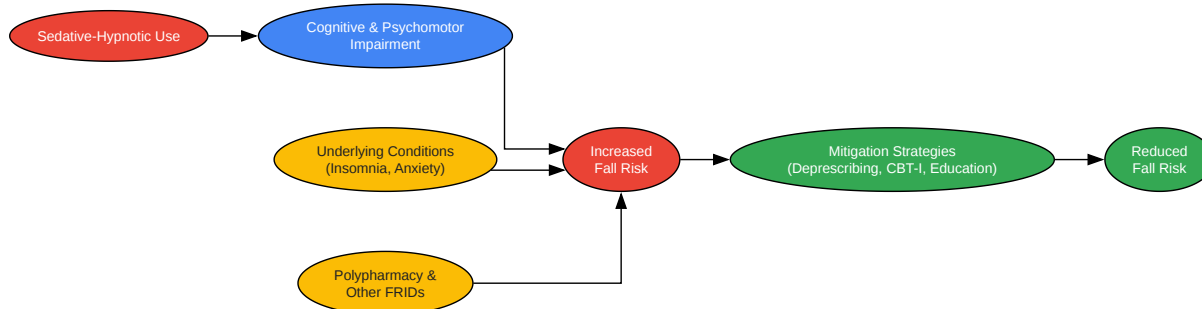 Sedative-Hypnotic Use
Cognitive & Psychomotor
Impairment
Underlying Conditions
(Insomnia, Anxiety)
Increased
Fall Risk
Mitigation Strategies
(Deprescribing, CBT-I, Education)
Reduced
Fall Risk
Polypharmacy &
Other FRIDs